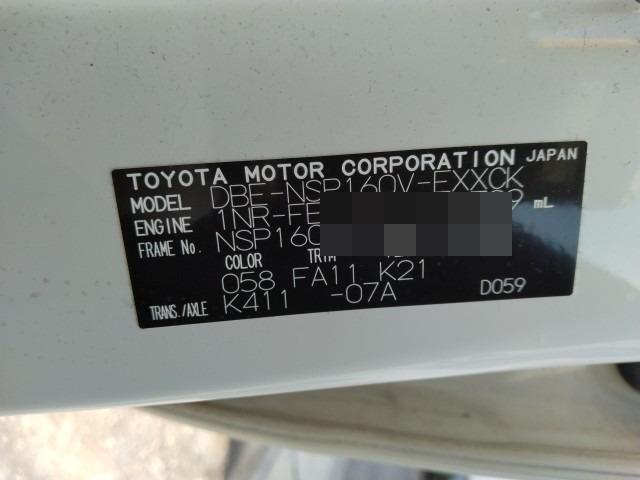 TOYOTA MOTOR CORPORATION JAPAN
MODEL DBE-NSP160V-EXXCK
ENGINE 1NR-FE mL
FRAME No. NSP160
COLOR TRIM
058 FA11 K21
TRANS./AXLE K411 -07A D059